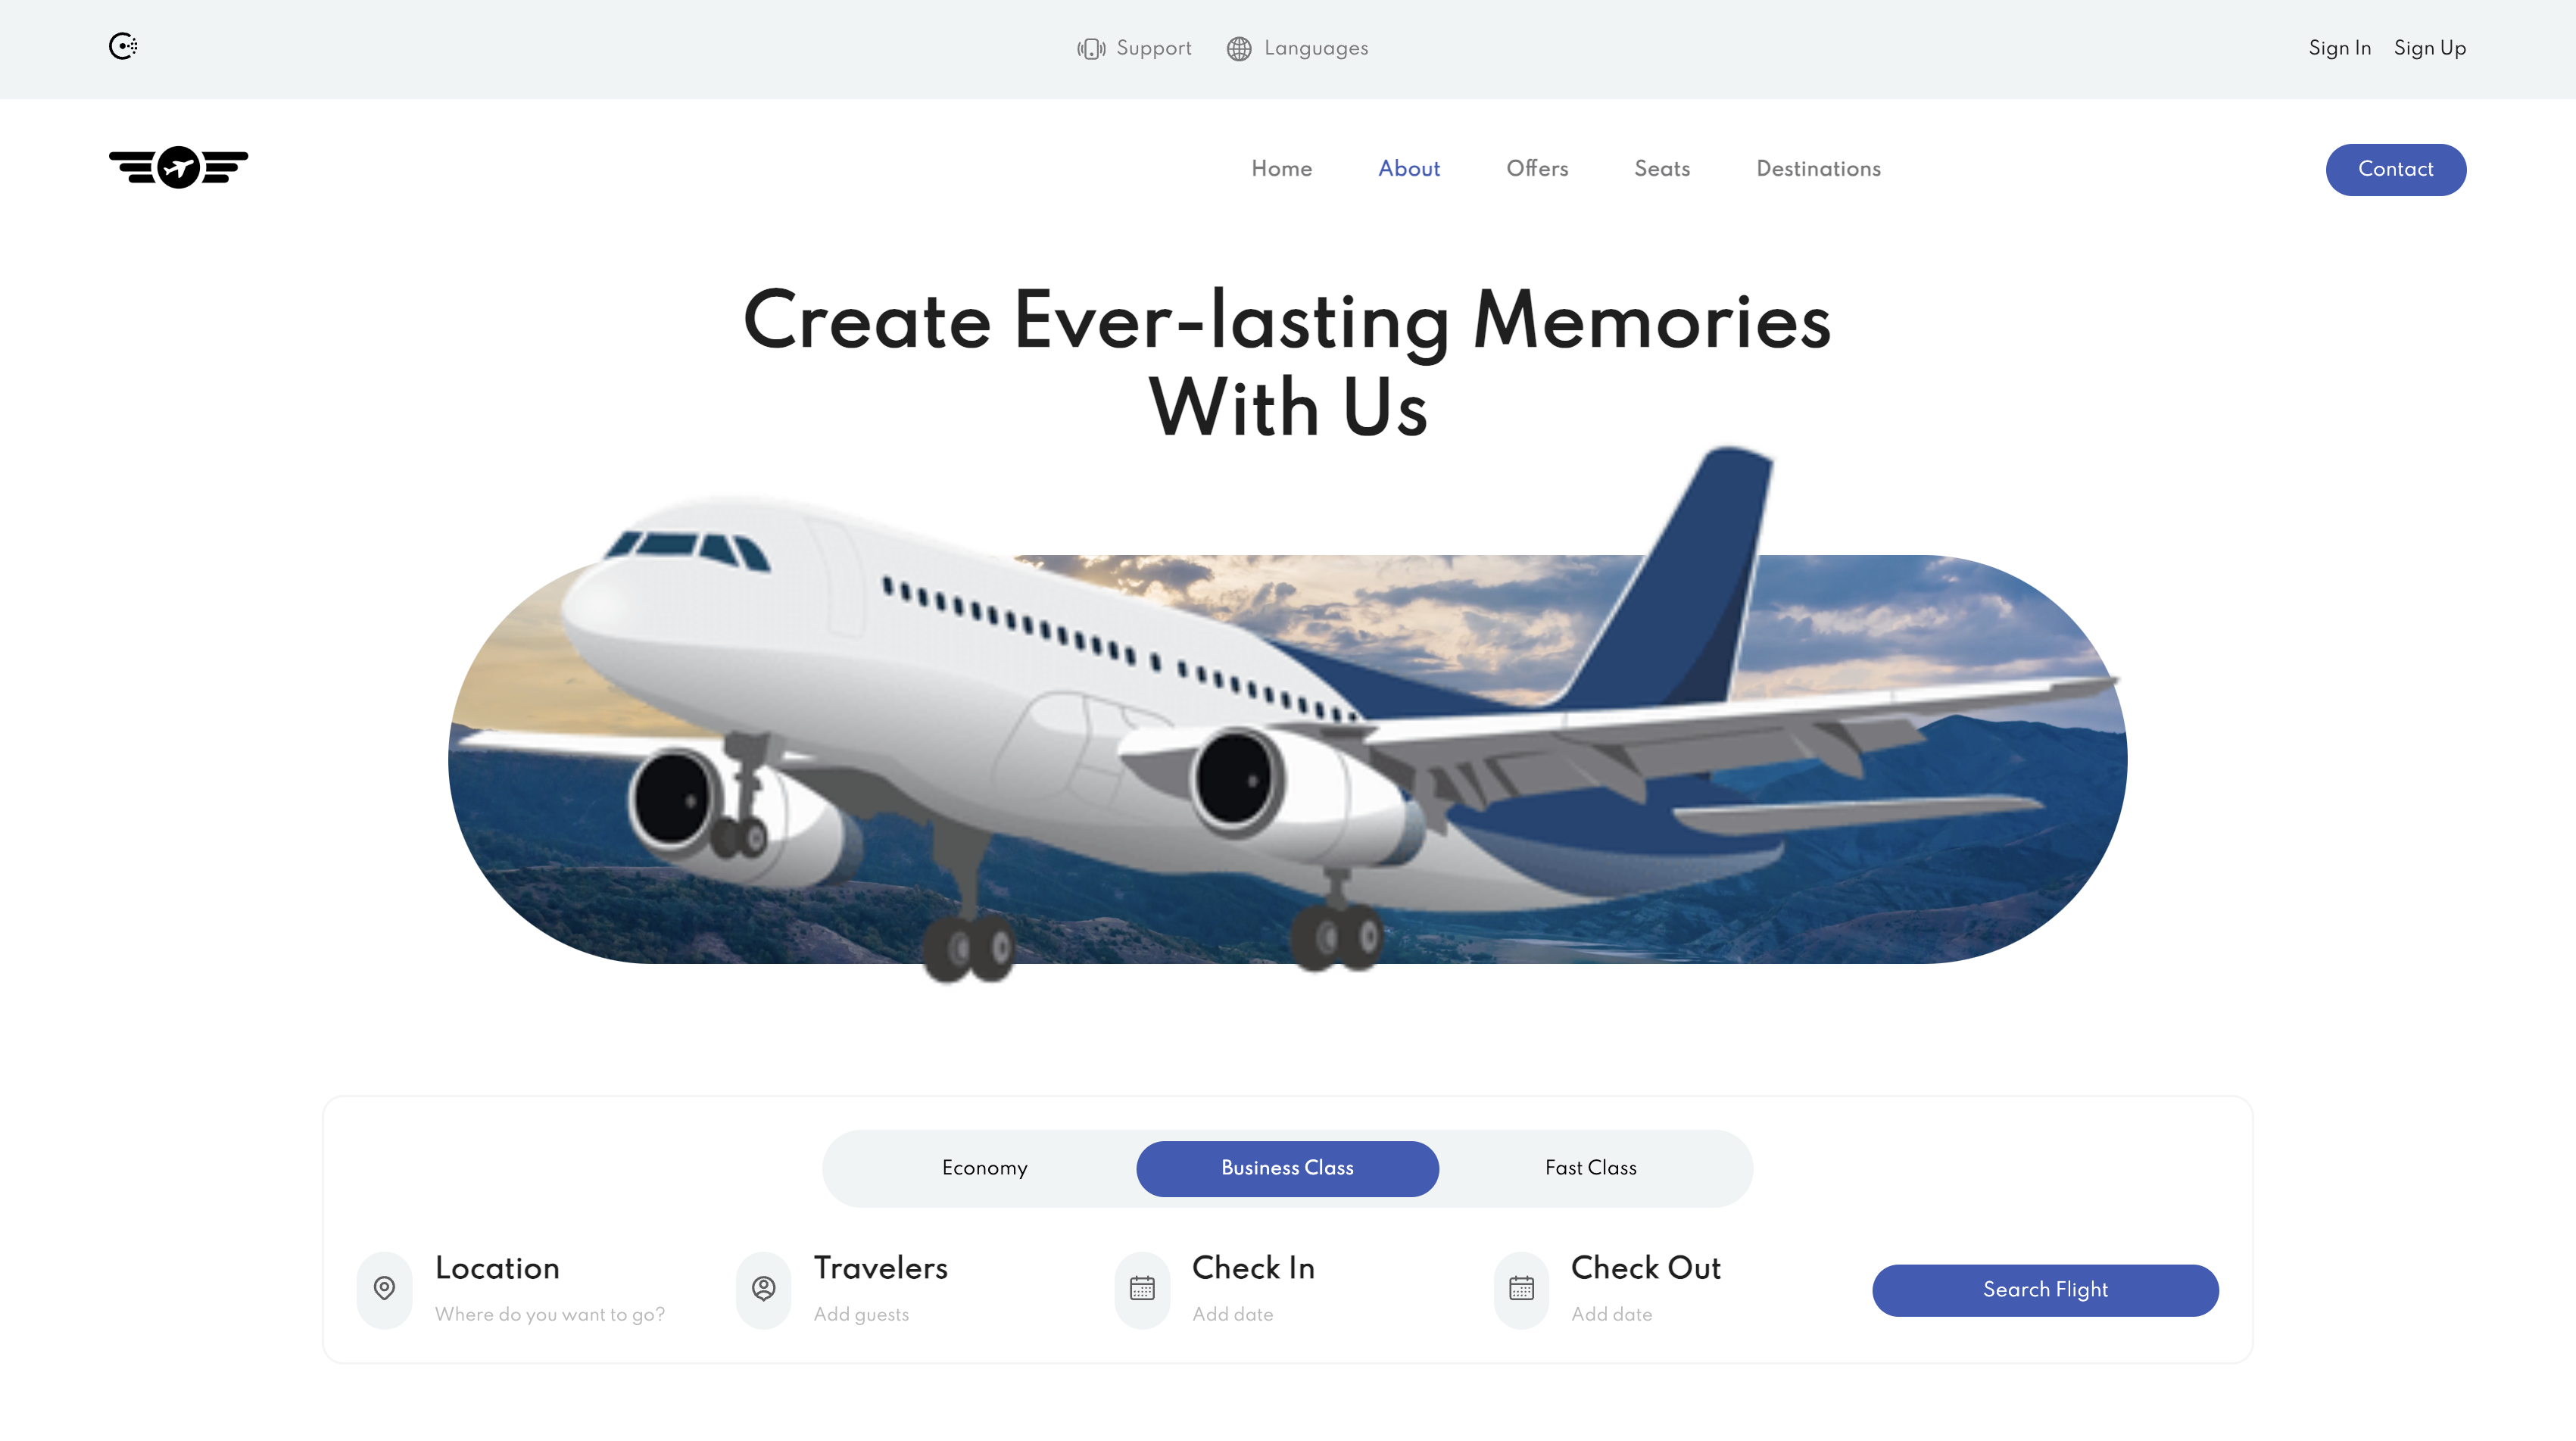 Support
Languages
Sign In
Sign Up
Home
About
Offers
Seats
Destinations
Contact
Create Ever-lasting Memories
With Us
Economy
Business Class
Fast Class
Location
Where do you want to go?
Travelers
Add guests
Check In
Add date
Check Out
Add date
Search Flight